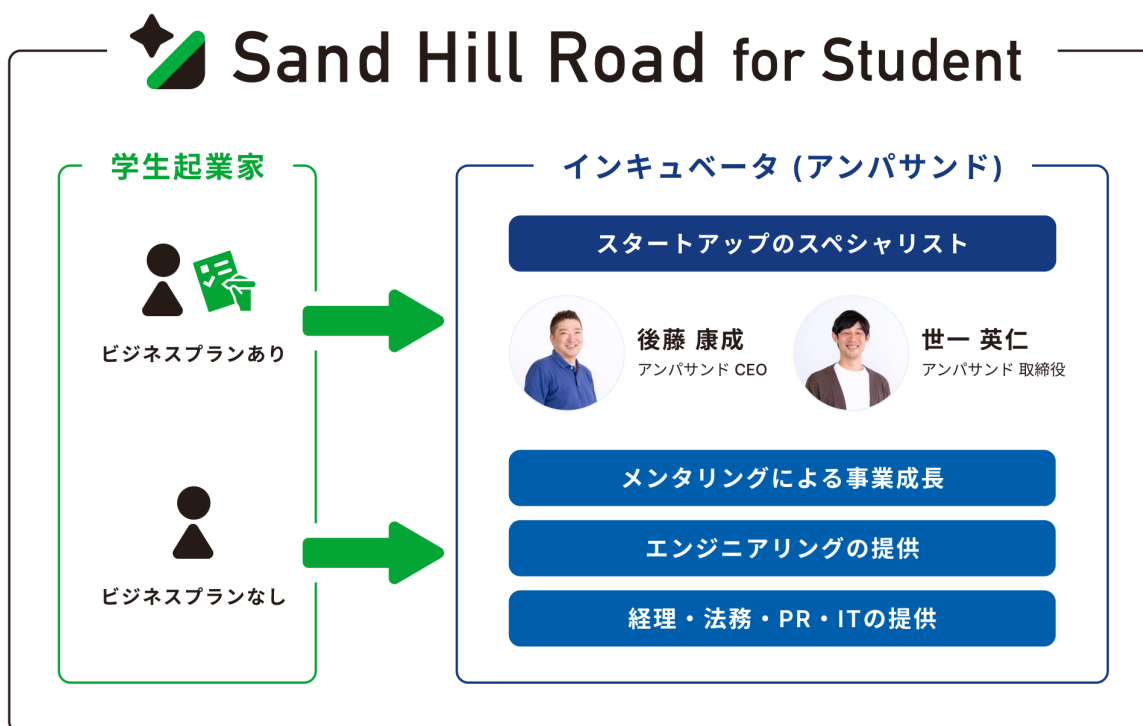 Sand Hill Road for Student
学生起業家
ビジネスプランあり
ビジネスプランなし
インキュベータ (アンパサンド)
スタートアップのスペシャリスト
後藤 康成
アンパサンド CEO
世一 英仁
アンパサンド 取締役
メンタリングによる事業成長
エンジニアリングの提供
経理・法務・PR・ITの提供